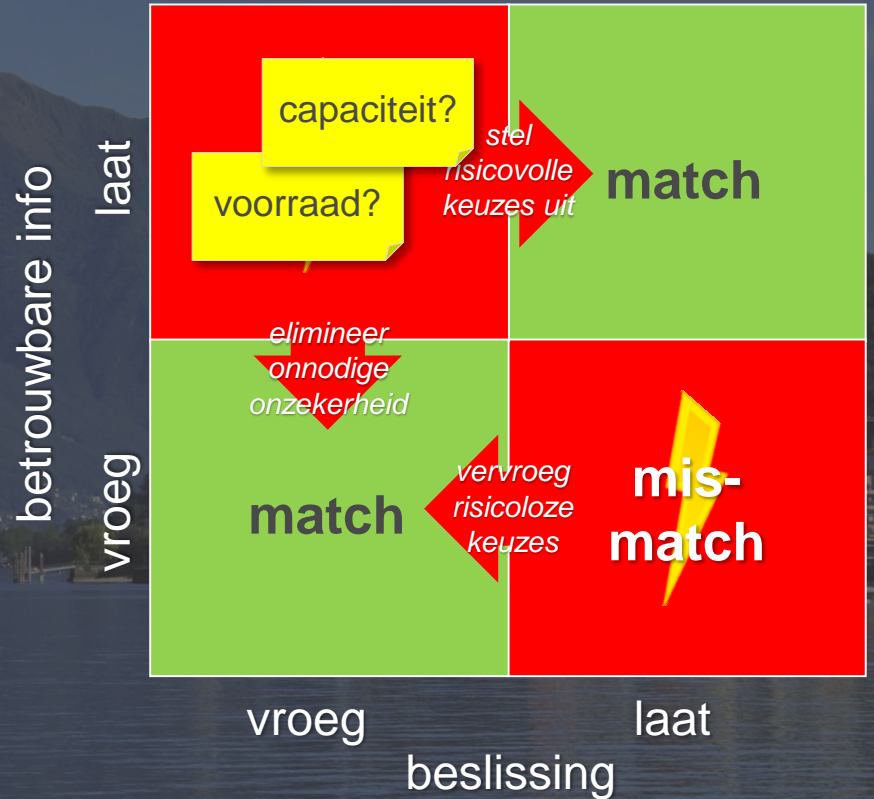 betrouwbare info
laat
vroeg
capaciteit?
voorraad?
stel
risicovolle
keuzes uit
match
elimineer
onnodige
onzekerheid
match
vervroeg
risicoloze
keuzes
mis-
match
vroeg
laat
beslissing